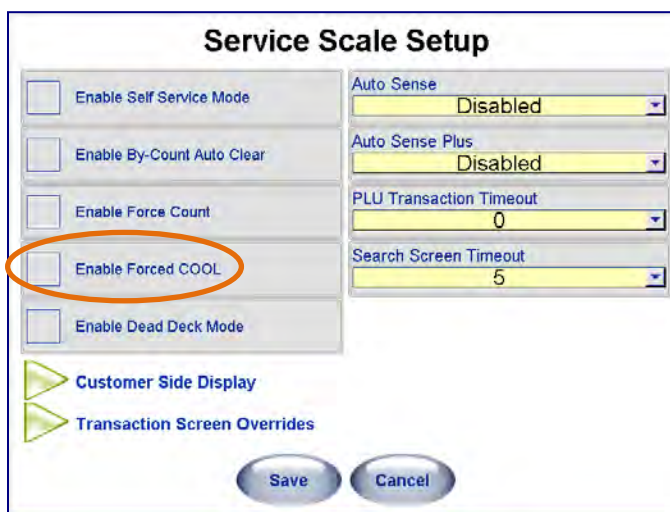 Service Scale Setup
Enable Self Service Mode
Auto Sense
Disabled
Enable By-Count Auto Clear
Auto Sense Plus
Disabled
Enable Force Count
PLU Transaction Timeout
0
Enable Forced COOL
Search Screen Timeout
5
Enable Dead Deck Mode
Customer Side Display
Transaction Screen Overrides
Save
Cancel